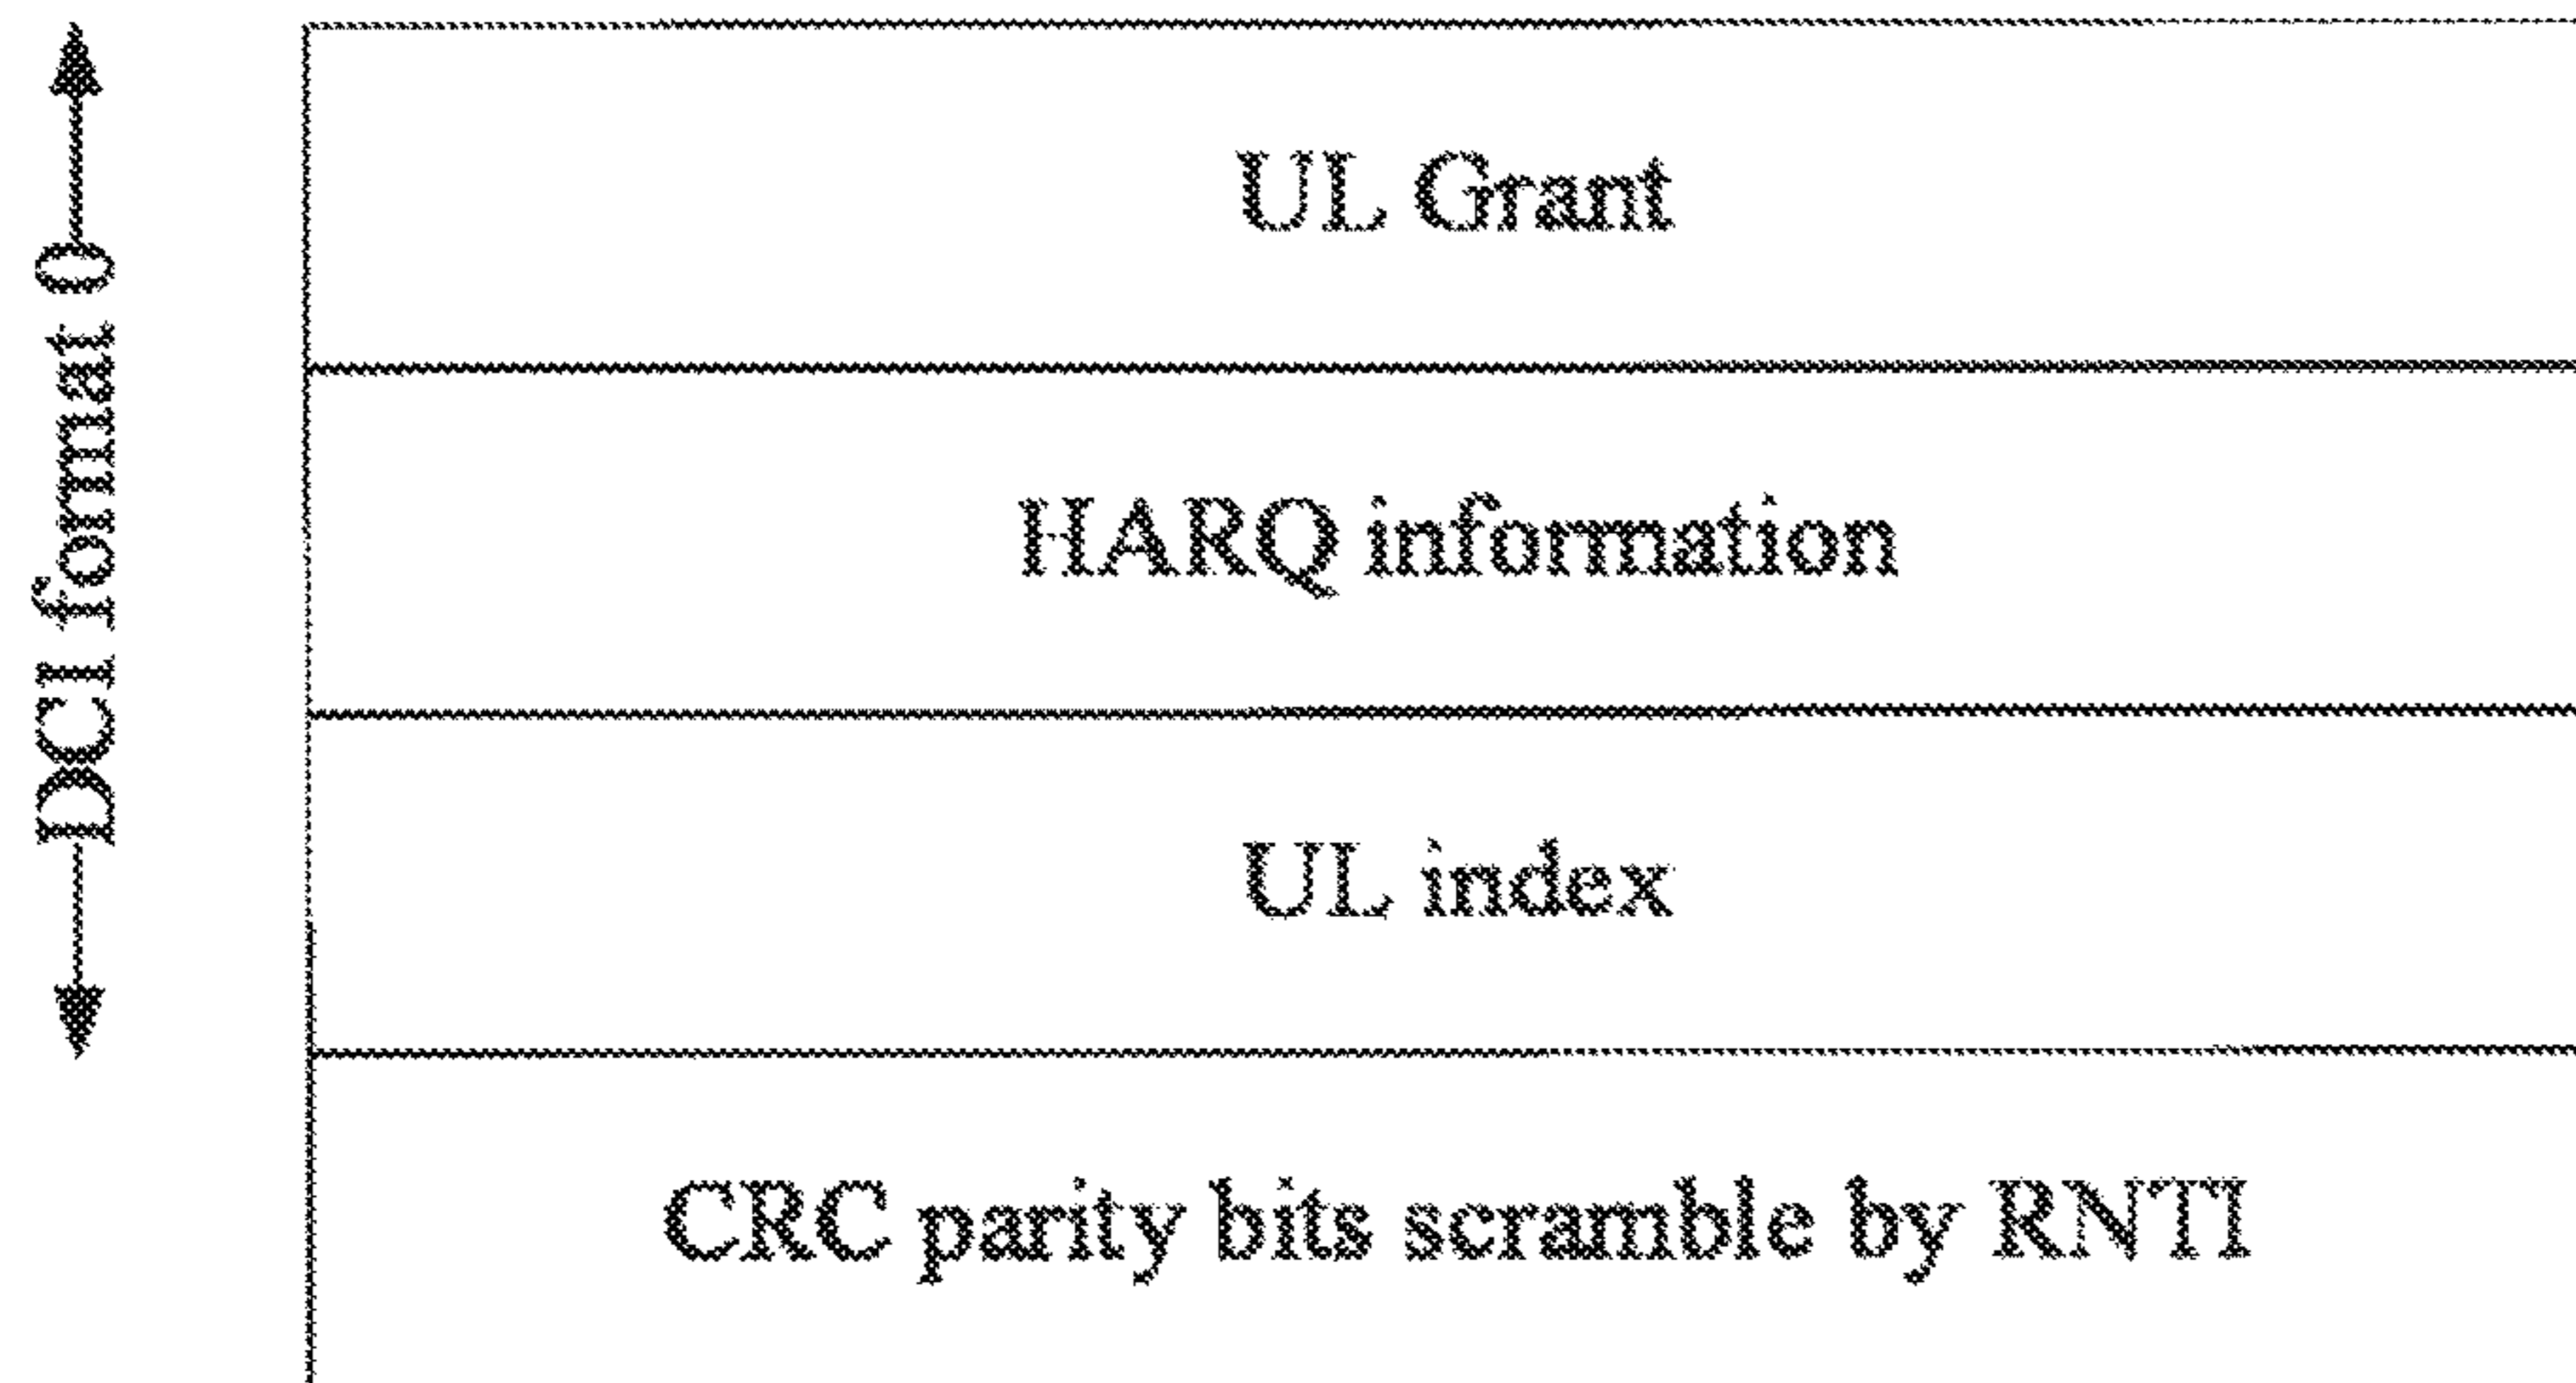 DCI format 0
UL Grant
HARQ information
UL index
CRC parity bits scramble by RNTI